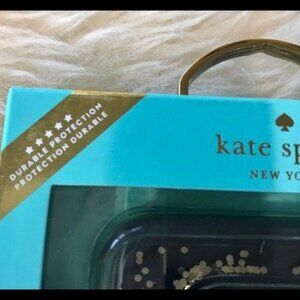 ★★★★★
DURABLE PROTECTION
PROTECTION DURABLE
kate sp
NEW YO